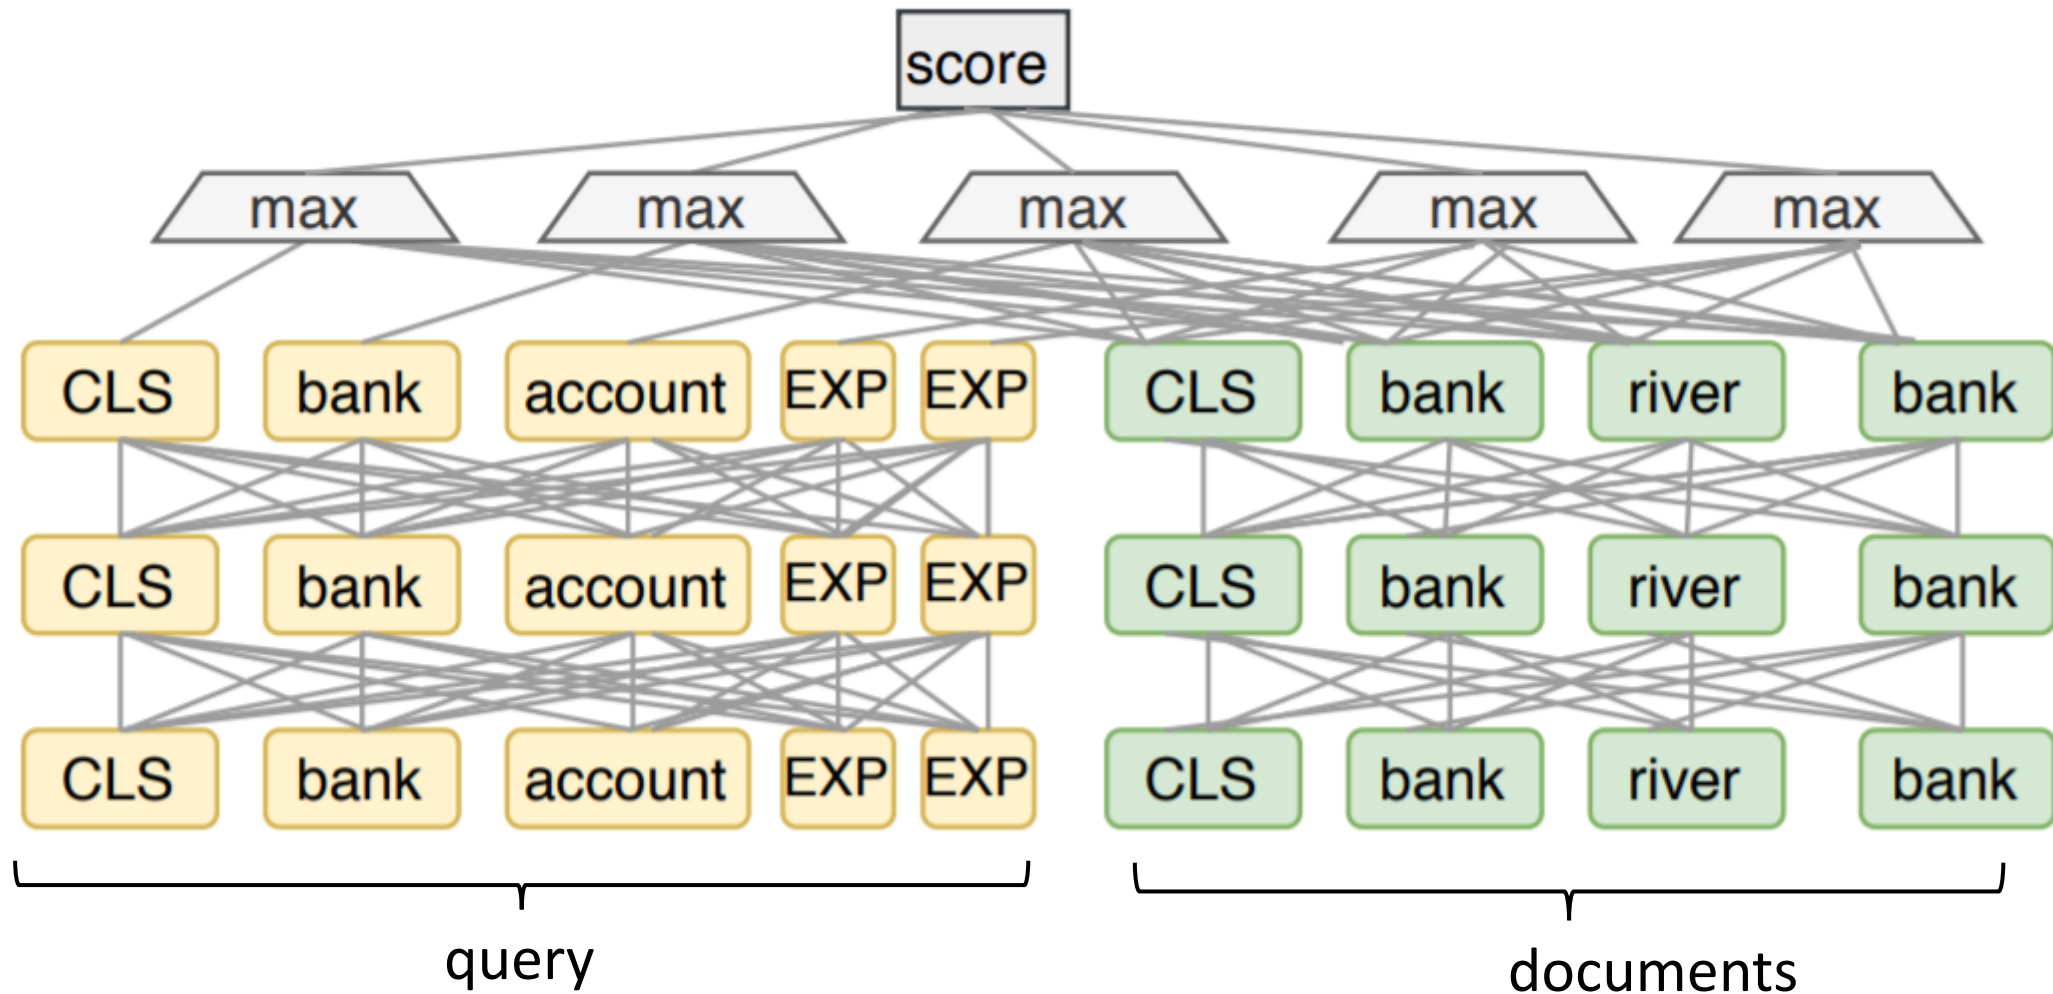 score
max max max max max
CLS bank account EXP EXP CLS bank river bank
CLS bank account EXP EXP CLS bank river bank
CLS bank account EXP EXP CLS bank river bank
query documents